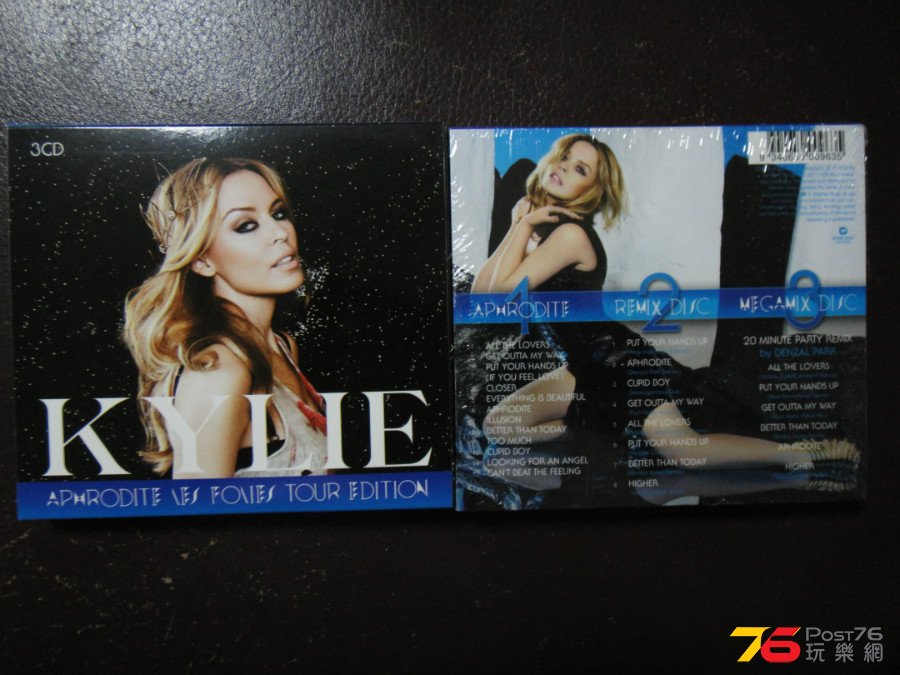 3CD
KYLIE
APHRODITE LES FOLIES TOUR EDITION
1
APHRODITE
ALL THE LOVERS
GET OUTTA MY WAY
PUT YOUR HANDS UP
(IF YOU FEEL LOVE)
CLOSER
EVERYTHING IS BEAUTIFUL
APHRODITE
ILLUSION
BETTER THAN TODAY
TOO MUCH
CUPID BOY
LOOKING FOR AN ANGEL
CAN'T BEAT THE FEELING
2
REMIX DISC
PUT YOUR HANDS UP
APHRODITE
CUPID BOY
GET OUTTA MY WAY
ALL THE LOVERS
PUT YOUR HANDS UP
BETTER THAN TODAY
HIGHER
3
MEGAMIX DISC
20 MINUTE PARTY REMIX
by DENZAL PARK
ALL THE LOVERS
PUT YOUR HANDS UP
GET OUTTA MY WAY
BETTER THAN TODAY
APHRODITE
HIGHER
76 Post76
玩樂網